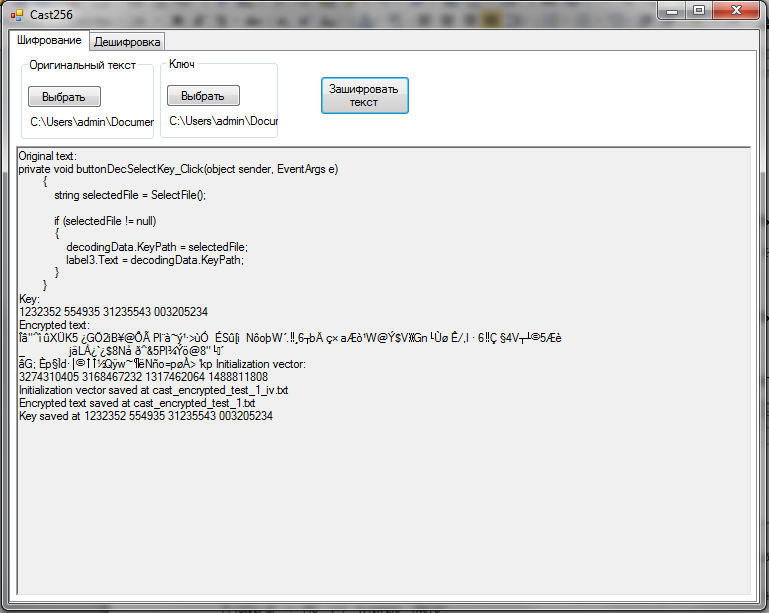 Cast256
Шифрование Дешифровка
Оригинальный текст
Ключ
Выбрать
Выбрать
Зашифровать
текст
C:\Users\admin\Documer
C:\Users\admin\Docur
Original text:
private void buttonDecSelectKey_Click(object sender, EventArgs e)
{
string selectedFile = SelectFile();
if (selectedFile != null)
{
decodingData.KeyPath = selectedFile;
label3.Text = decodingData.KeyPath;
}
}
Key:
1232352 554935 31235543 003205234
Encrypted text:
Initialization vector:
3274310405 3168467232 1317462064 1488811808
Initialization vector saved at cast_encrypted_test_1_iv.txt
Encrypted text saved at cast_encrypted_test_1.txt
Key saved at 1232352 554935 31235543 003205234